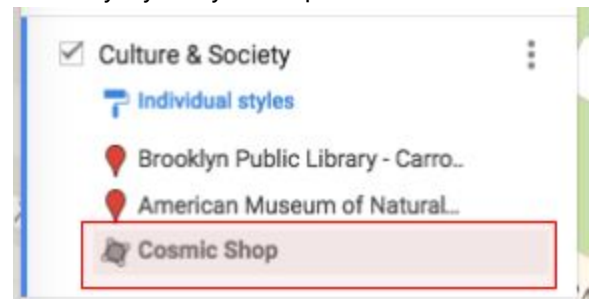 Culture & Society
Individual styles
Brooklyn Public Library - Carro...
American Museum of Natural...
Cosmic Shop